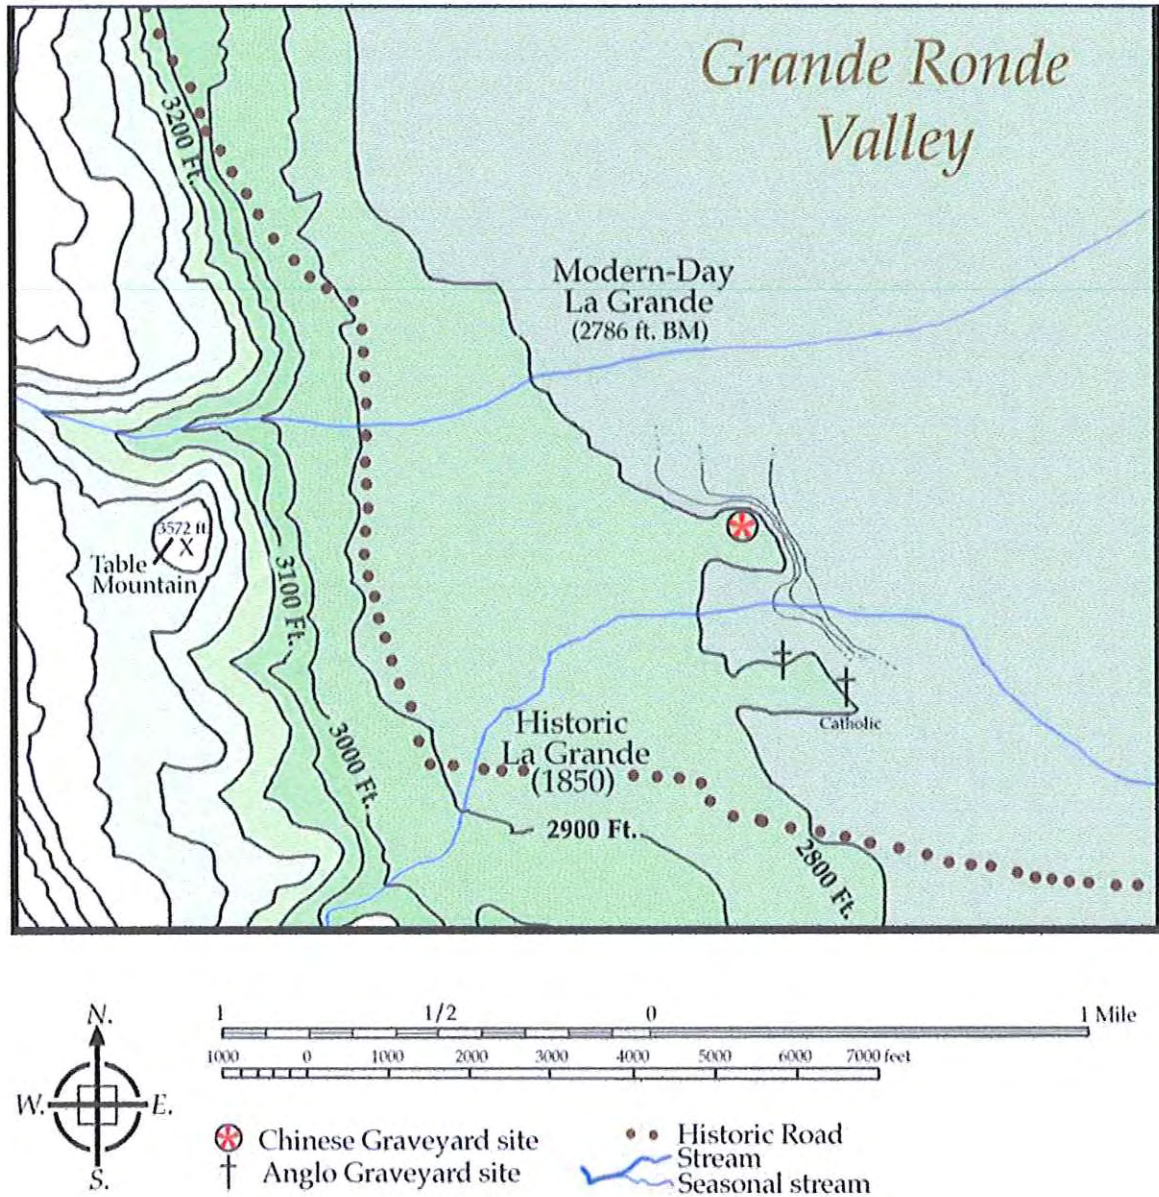 Grande Ronde
Valley
3200 Ft.
Modern-Day
La Grande
(2786 ft. BM)
3572 ft.
X
Table
Mountain
3100 Ft.
3000 Ft.
Historic
La Grande
(1850)
Catholic
2900 Ft.
2800 Ft.
N.
W. E.
S.
1 1/2 0 1 Mile
1000 0 1000 2000 3000 4000 5000 6000 7000 feet
Chinese Graveyard site
Anglo Graveyard site
Historic Road
Stream
Seasonal stream